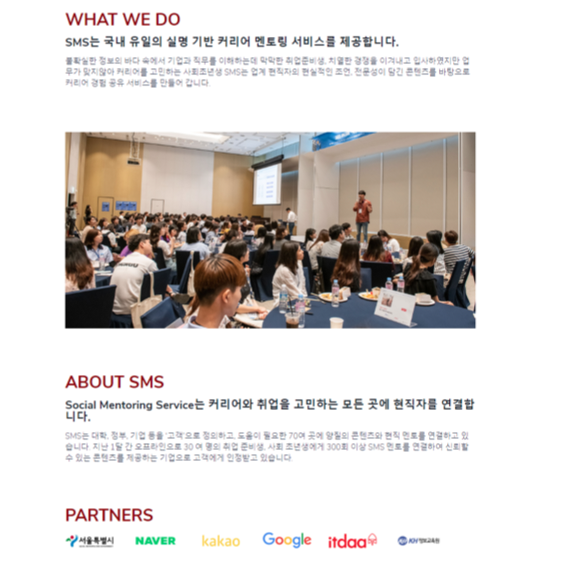 WHAT WE DO
SMS는 국내 유일의 실명 기반 커리어 멘토링 서비스를 제공합니다.
불확실한 정보의 바다 속에서 기업과 직무를 이해하는데 막막한 취업준비생, 치열한 경쟁을 이겨내고 입사하였지만 업
무가 맞지않아 커리어를 고민하는 사회초년생 SMS는 업계 현직자의 현실적인 조언, 전문성이 담긴 콘텐츠를 바탕으로
커리어 경험 공유 서비스를 만들어 갑니다.
ABOUT SMS
Social Mentoring Service는 커리어와 취업을 고민하는 모든 곳에 현직자를 연결합
니다.
SMS는 대학, 정부, 기업 등을 '고객'으로 정의하고, 도움이 필요한 70여 곳에 양질의 콘텐츠와 현직 멘토를 연결하고 있
습니다. 지난 1달 간 오프라인으로 30 여 명의 취업 준비생, 사회 초년생에게 300회 이상 SMS 멘토를 연결하여 신뢰할
수 있는 콘텐츠를 제공하는 기업으로 고객에게 인정받고 있습니다.
PARTNERS
서울특별시 NAVER kakao Google itdaa KH정보교육원